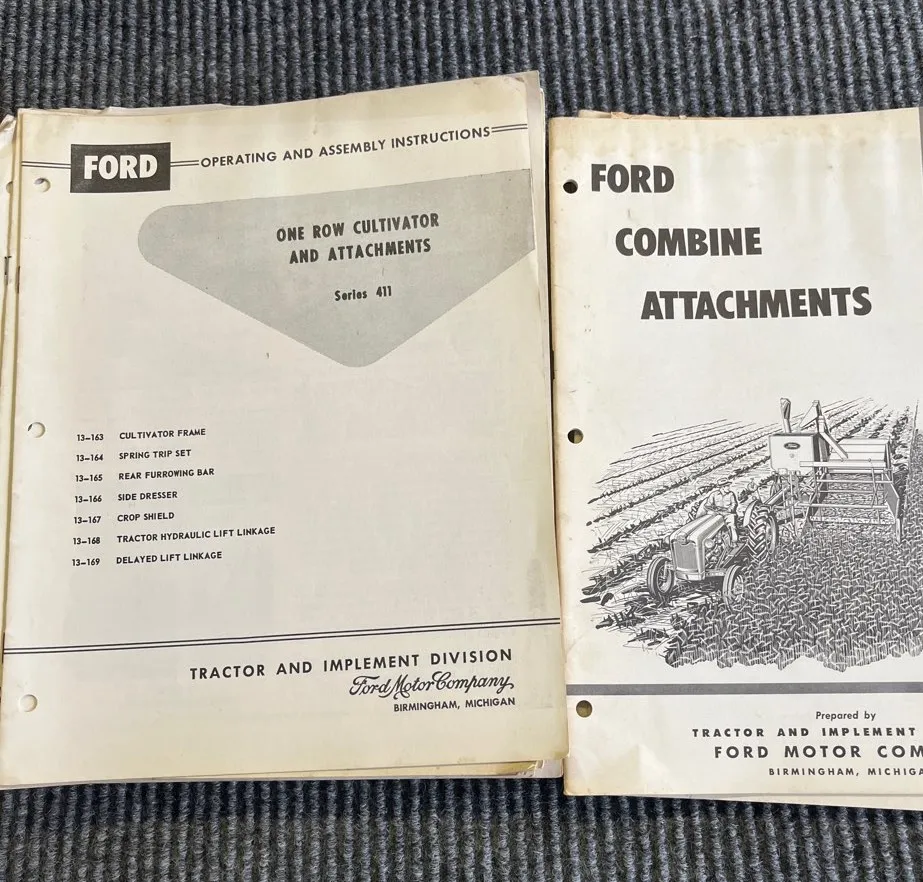 FORD OPERATING AND ASSEMBLY INSTRUCTIONS
ONE ROW CULTIVATOR
AND ATTACHMENTS
Series 411
13-163 CULTIVATOR FRAME
13-164 SPRING TRIP SET
13-165 REAR FURROWING BAR
13-166 SIDE DRESSER
13-167 CROP SHIELD
13-168 TRACTOR HYDRAULIC LIFT LINKAGE
13-169 DELAYED LIFT LINKAGE
TRACTOR AND IMPLEMENT DIVISION
Ford Motor Company
BIRMINGHAM, MICHIGAN
FORD
COMBINE
ATTACHMENTS
Prepared by
TRACTOR AND IMPLEMENT
FORD MOTOR COM
BIRMINGHAM, MICHIGA